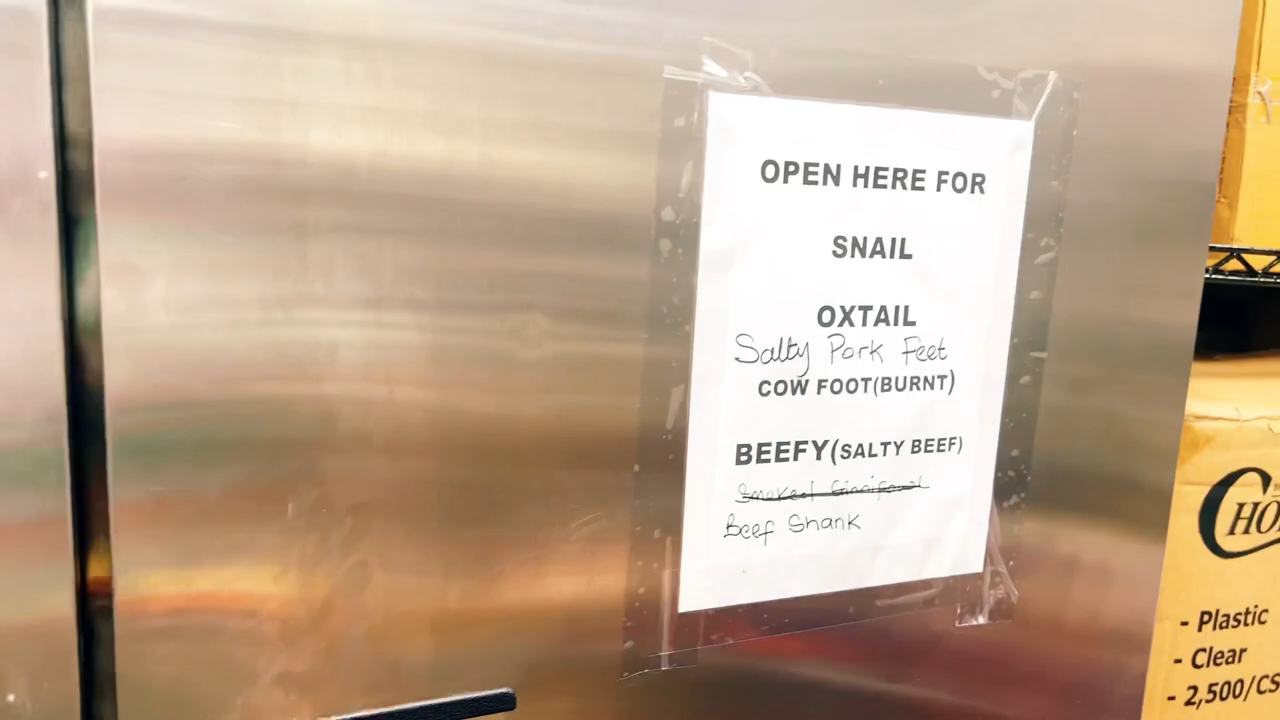 OPEN HERE FOR
SNAIL
OXTAIL
Salty Pork Feet
COW FOOT(BURNT)
BEEFY(SALTY BEEF)
Beef Shank
- Plastic
- Clear
- 2,500/CS